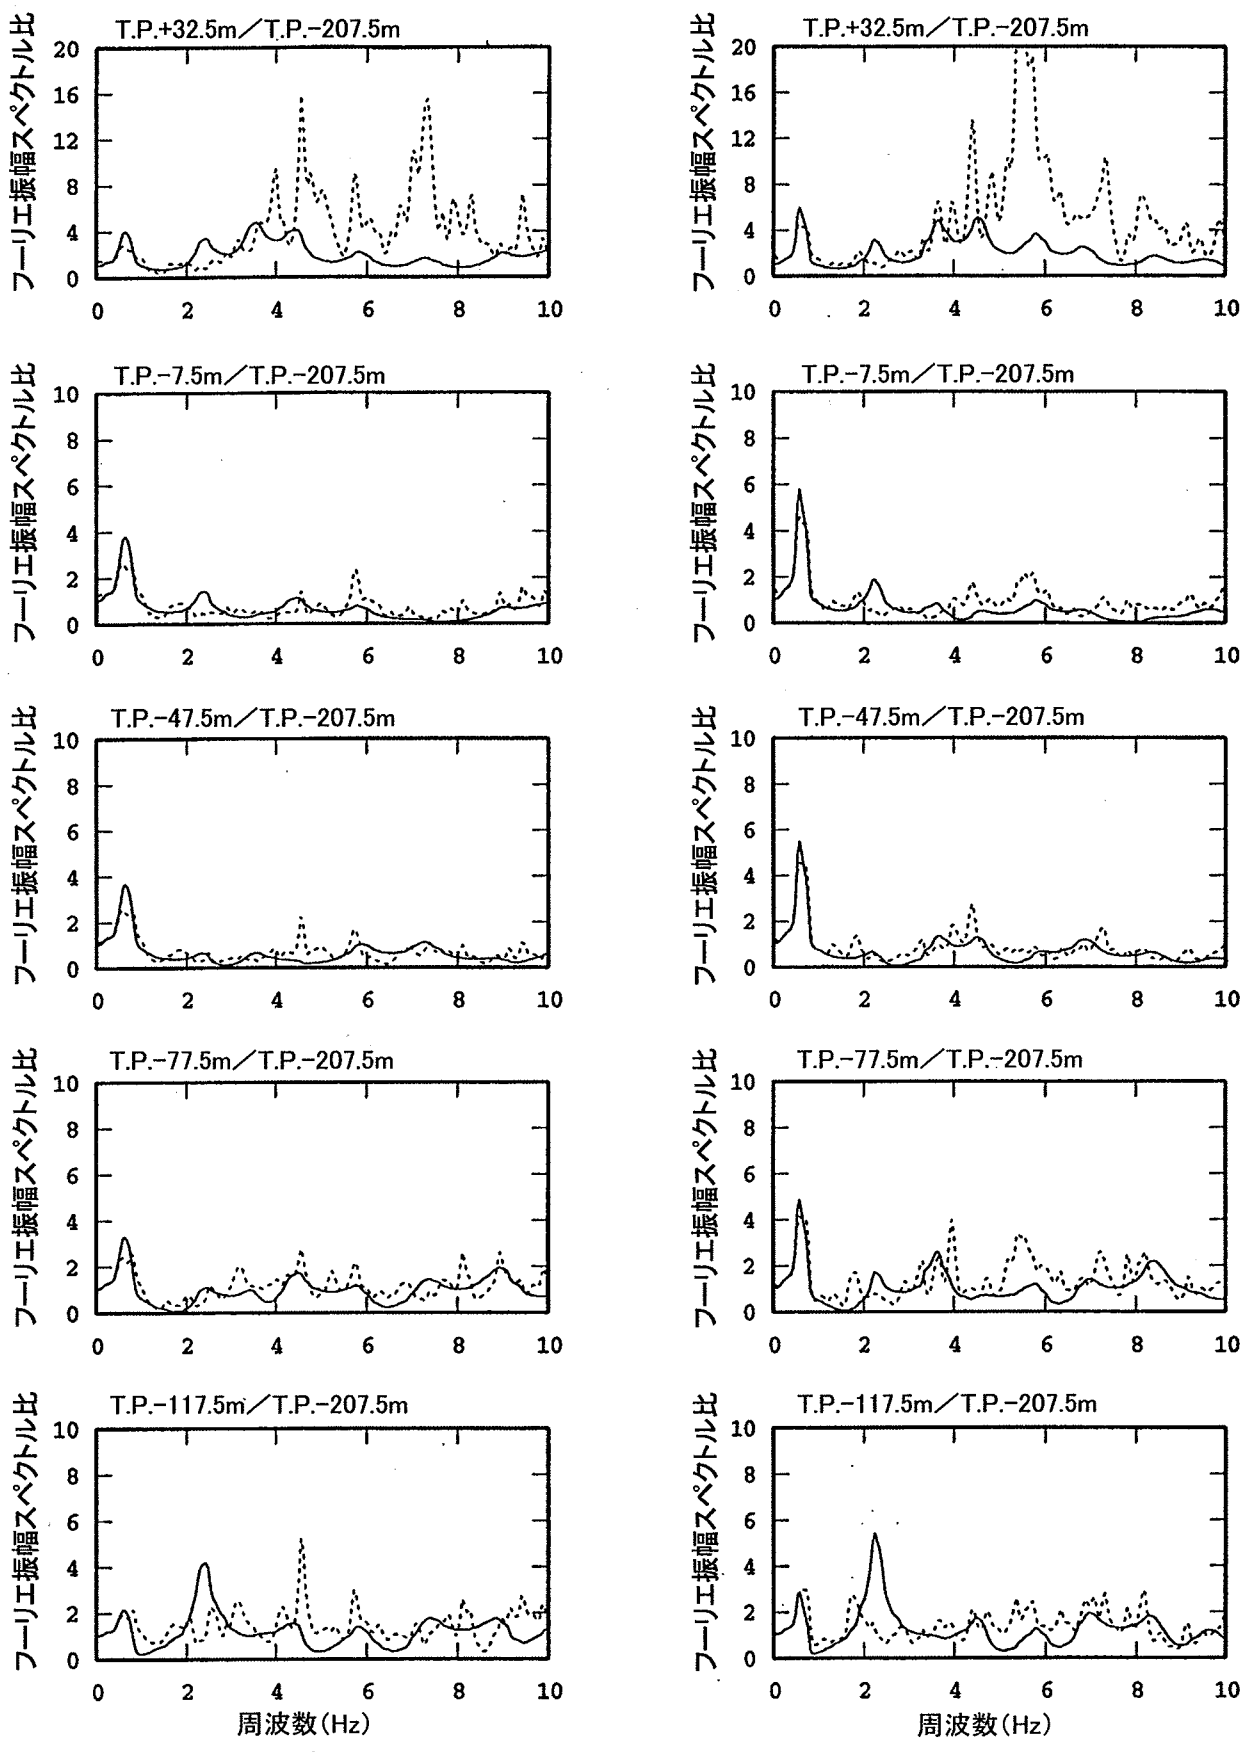 T.P.+32.5m／T.P.-207.5m
フーリエ振幅スペクトル比
20
16
12
8
4
0
0 2 4 6 8 10
T.P.+32.5m／T.P.-207.5m
フーリエ振幅スペクトル比
20
16
12
8
4
0
0 2 4 6 8 10
T.P.-7.5m／T.P.-207.5m
フーリエ振幅スペクトル比
10
8
6
4
2
0
0 2 4 6 8 10
T.P.-7.5m／T.P.-207.5m
フーリエ振幅スペクトル比
10
8
6
4
2
0
0 2 4 6 8 10
T.P.-47.5m／T.P.-207.5m
フーリエ振幅スペクトル比
10
8
6
4
2
0
0 2 4 6 8 10
T.P.-47.5m／T.P.-207.5m
フーリエ振幅スペクトル比
10
8
6
4
2
0
0 2 4 6 8 10
T.P.-77.5m／T.P.-207.5m
フーリエ振幅スペクトル比
10
8
6
4
2
0
0 2 4 6 8 10
T.P.-77.5m／T.P.-207.5m
フーリエ振幅スペクトル比
10
8
6
4
2
0
0 2 4 6 8 10
T.P.-117.5m／T.P.-207.5m
フーリエ振幅スペクトル比
10
8
6
4
2
0
0 2 4 6 8 10
周波数(Hz)
T.P.-117.5m／T.P.-207.5m
フーリエ振幅スペクトル比
10
8
6
4
2
0
0 2 4 6 8 10
周波数(Hz)